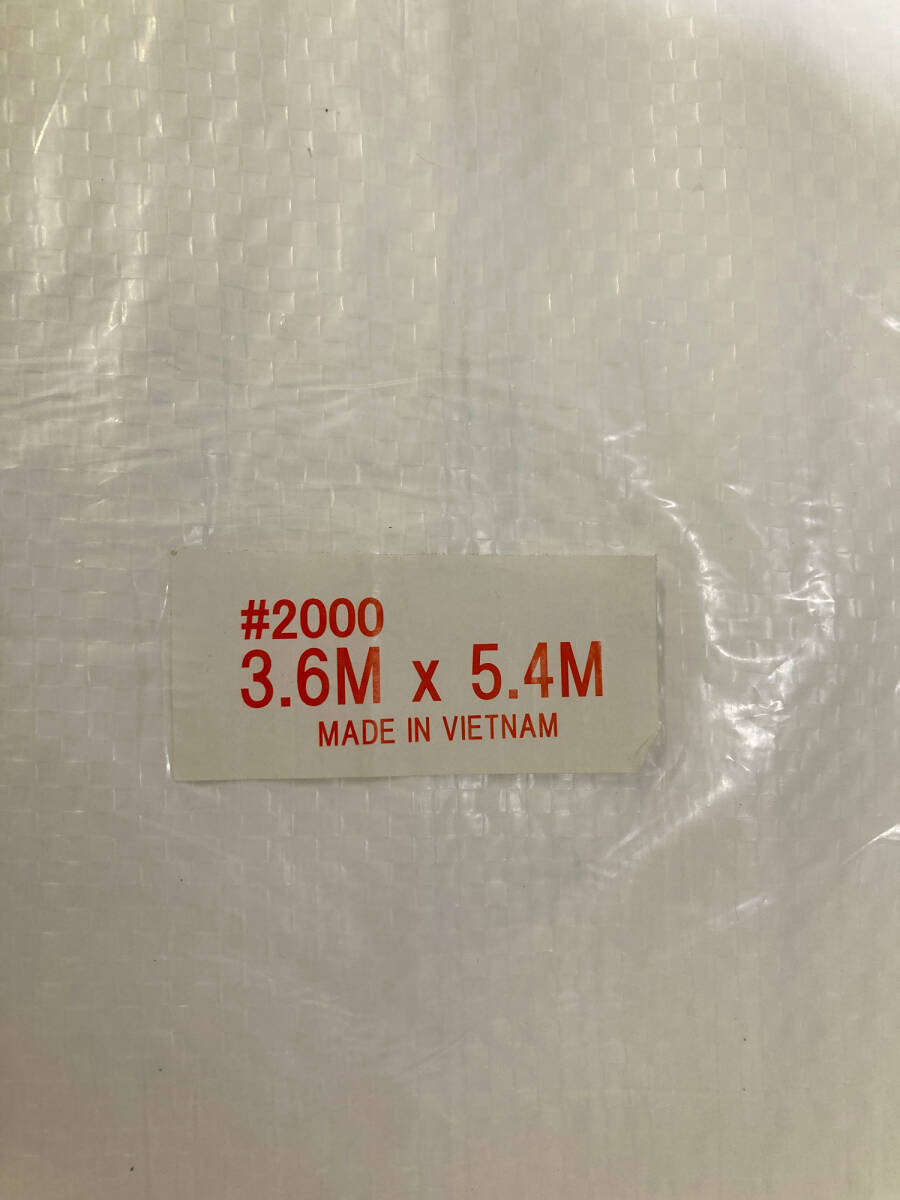 #2000
3.6M x 5.4M
MADE IN VIETNAM